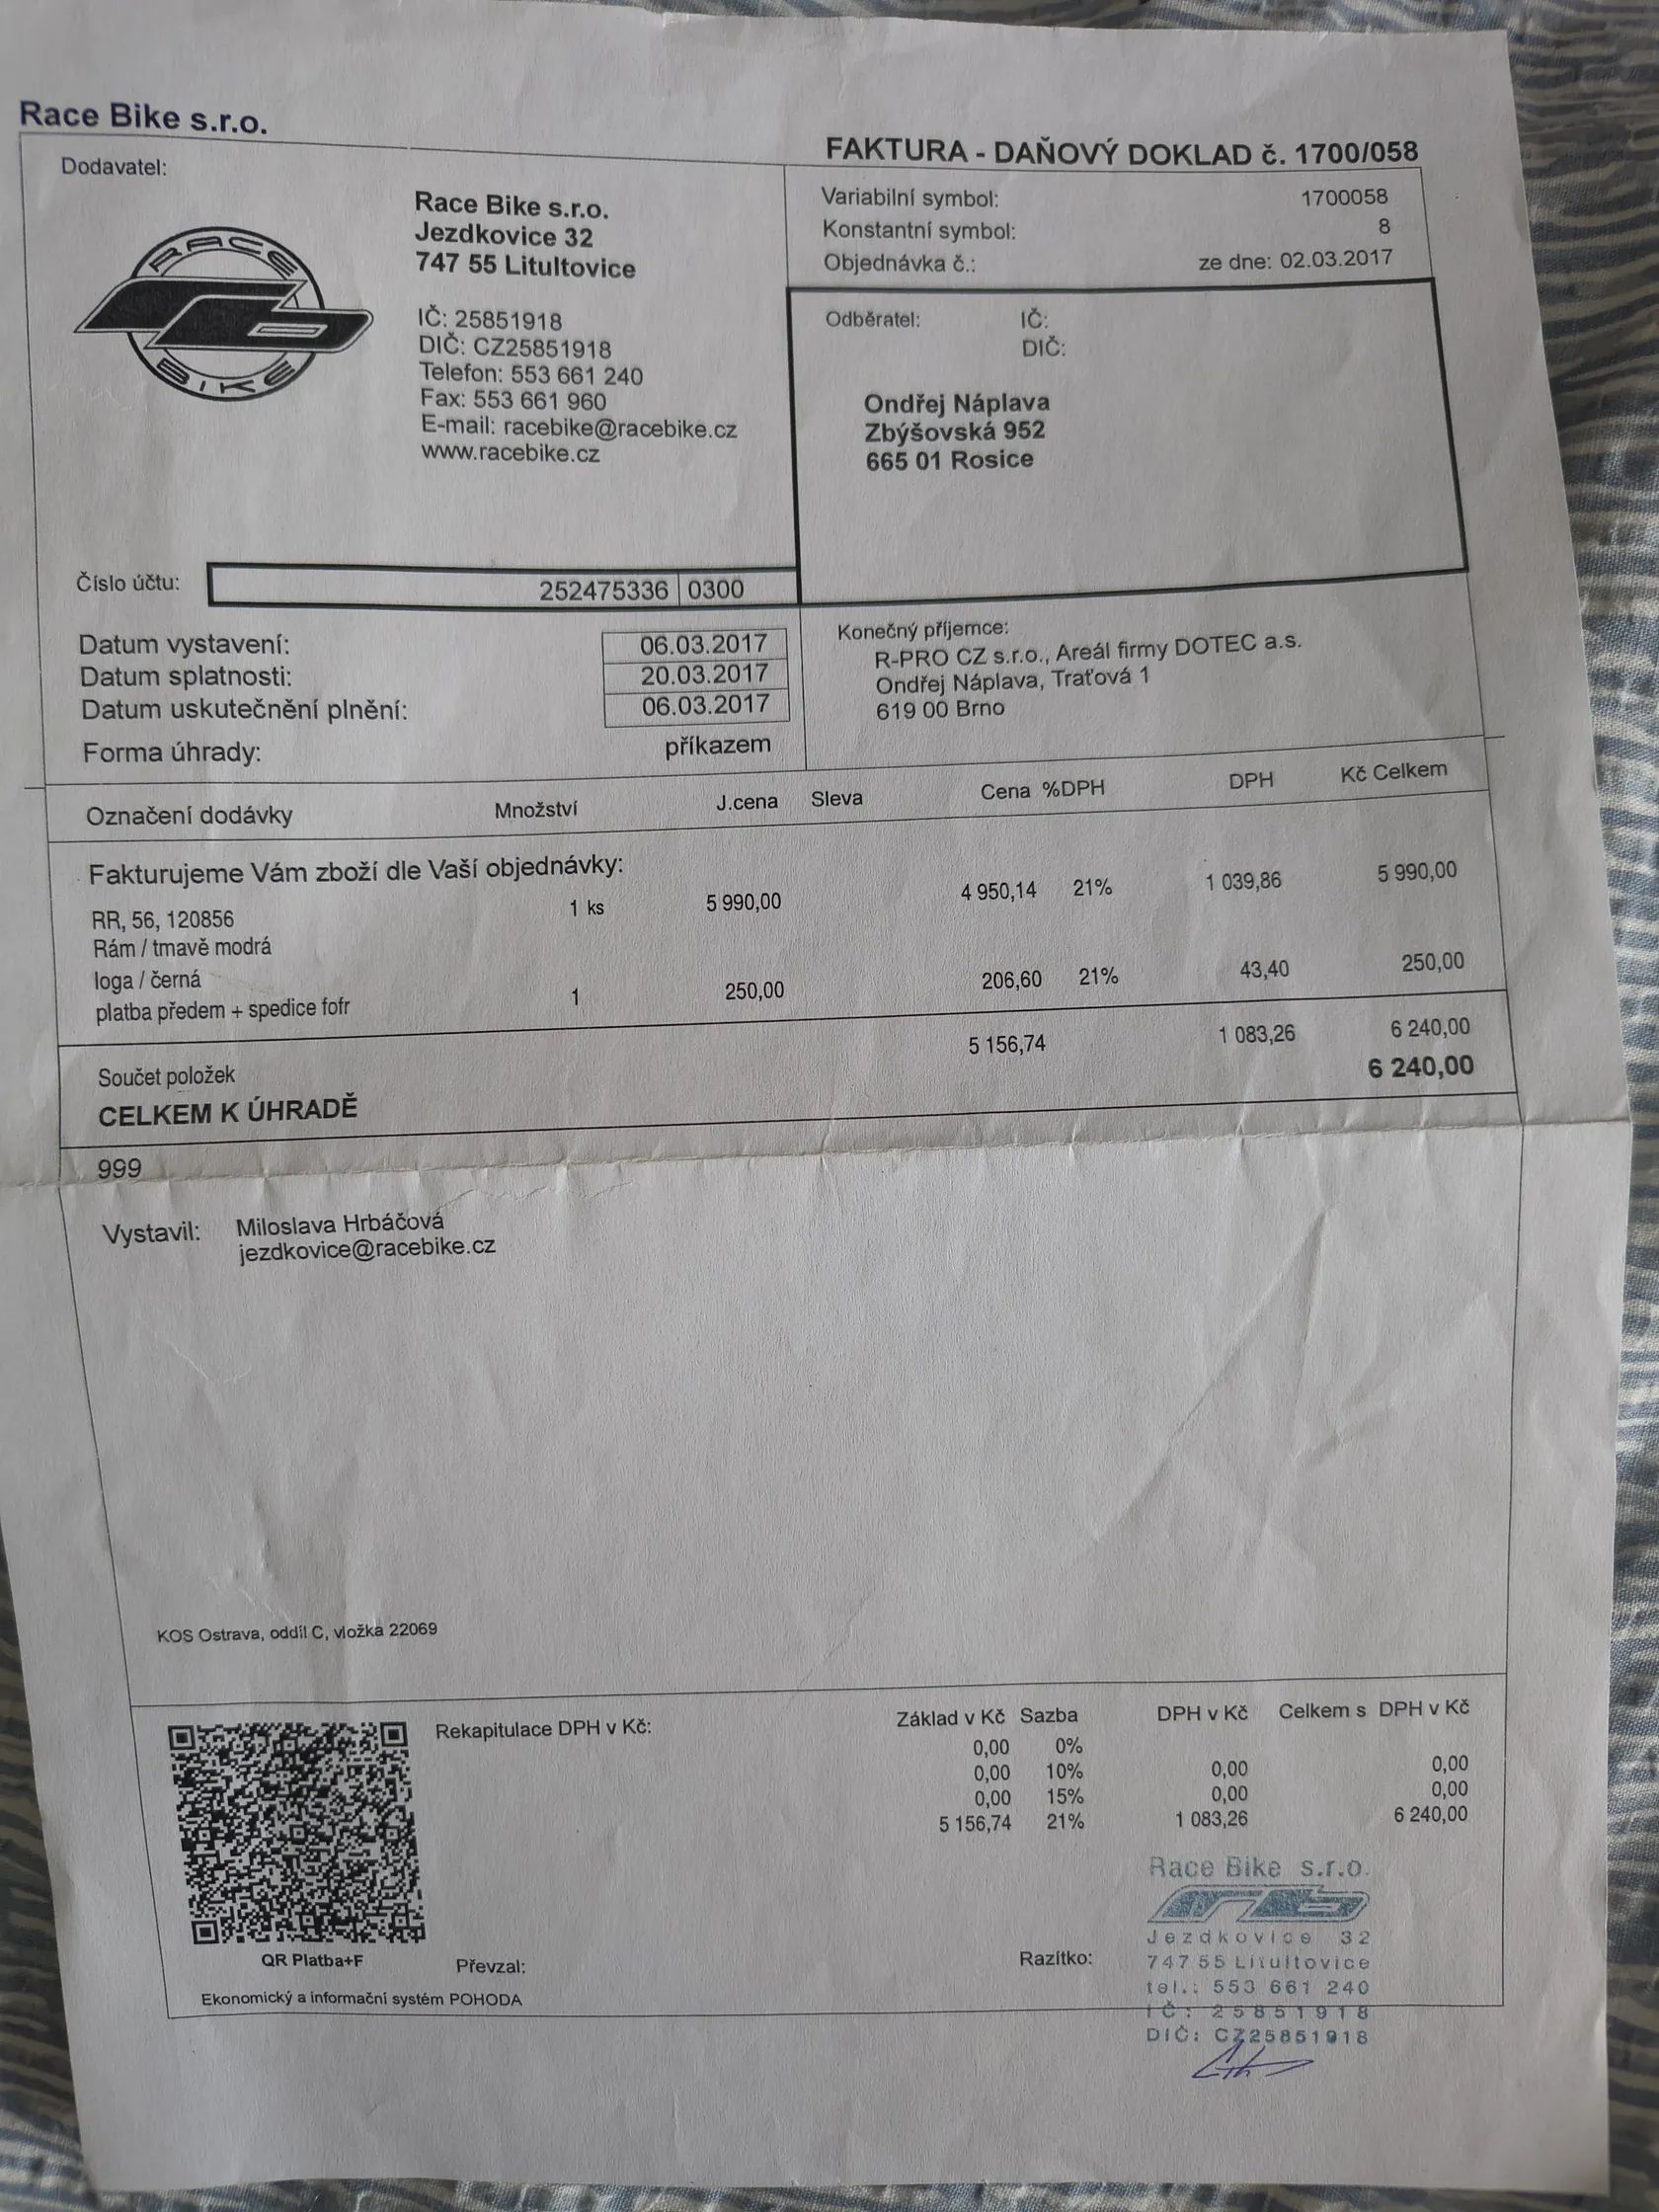 Race Bike s.r.o.
FAKTURA - DAŇOVÝ DOKLAD č. 1700/058
Dodavatel:
RACE
BIKE
Race Bike s.r.o.
Jezdkovice 32
747 55 Litultovice
IČ: 25851918
DIČ: CZ25851918
Telefon: 553 661 240
Fax: 553 661 960
E-mail: racebike@racebike.cz
www.racebike.cz
Variabilní symbol: 1700058
Konstantní symbol: 8
Objednávka č.: ze dne: 02.03.2017
Odběratel: IČ:
DIČ:
Ondřej Náplava
Zbýšovská 952
665 01 Rosice
Číslo účtu: 252475336 0300
Datum vystavení: 06.03.2017
Datum splatnosti: 20.03.2017
Datum uskutečnění plnění: 06.03.2017
Forma úhrady: příkazem
Konečný příjemce:
R-PRO CZ s.r.o., Areál firmy DOTEC a.s.
Ondřej Náplava, Traťová 1
619 00 Brno
Označení dodávky Množství J.cena Sleva Cena %DPH DPH Kč Celkem
Fakturujeme Vám zboží dle Vaší objednávky:
RR, 56, 120856 1 ks 5 990,00 4 950,14 21% 1 039,86 5 990,00
Rám / tmavě modrá
loga / černá
platba předem + spedice fofr 1 250,00 206,60 21% 43,40 250,00
Součet položek 5 156,74 1 083,26 6 240,00
CELKEM K ÚHRADĚ 6 240,00
999
Vystavil: Miloslava Hrbáčová
jezdkovice@racebike.cz
KOS Ostrava, oddíl C, vložka 22069
Rekapitulace DPH v Kč: Základ v Kč Sazba DPH v Kč Celkem s DPH v Kč
0,00 0%
0,00 10% 0,00 0,00
0,00 15% 0,00 0,00
5 156,74 21% 1 083,26 6 240,00
QR Platba+F
Převzal:
Razítko:
Race Bike s.r.o.
Jezdkovice 32
747 55 Litultovice
tel.: 553 661 240
IČ: 25851918
DIČ: CZ25851918
Ekonomický a informační systém POHODA